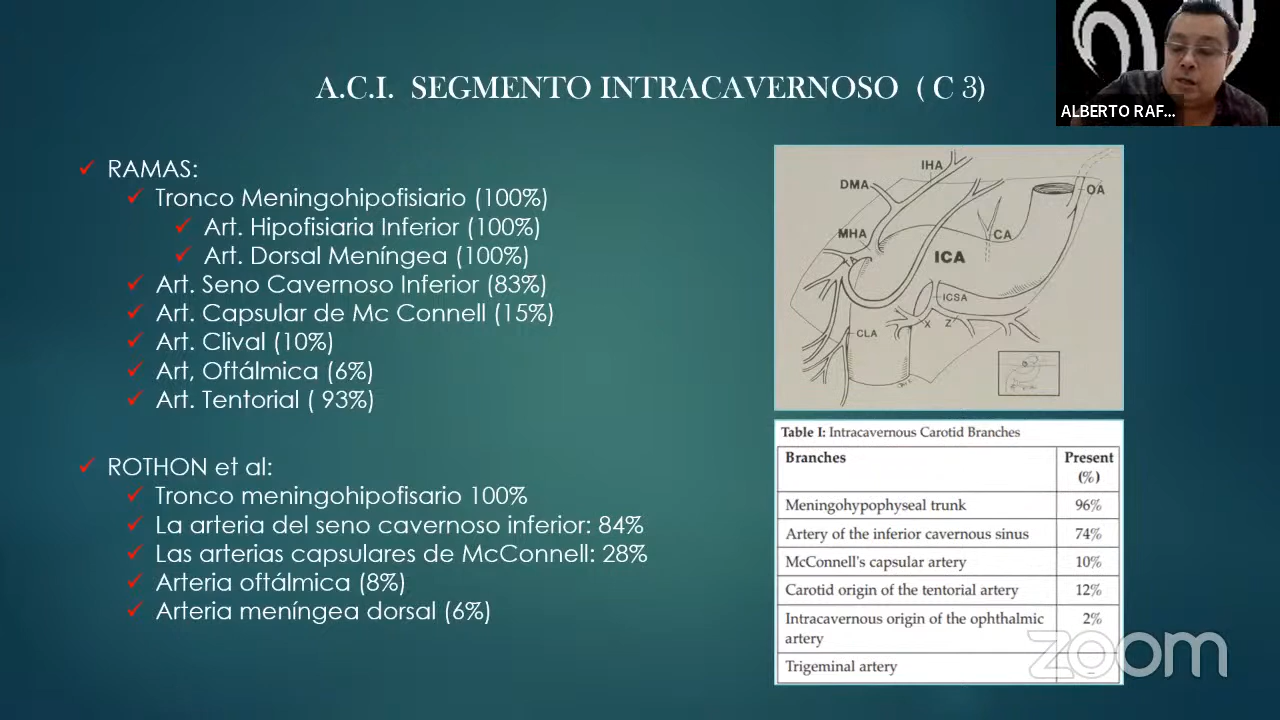 A.C.I. SEGMENTO INTRACAVERNOSO ( C 3)
ALBERTO RAF...
RAMAS:
Tronco Meningohipofisiario (100%)
Art. Hipofisiaria Inferior (100%)
Art. Dorsal Meníngea (100%)
Art. Seno Cavernoso Inferior (83%)
Art. Capsular de Mc Connell (15%)
Art. Clival (10%)
Art, Oftálmica (6%)
Art. Tentorial ( 93%)
ROTHON et al:
Tronco meningohipofisario 100%
La arteria del seno cavernoso inferior: 84%
Las arterias capsulares de McConnell: 28%
Arteria oftálmica (8%)
Arteria meníngea dorsal (6%)
IHA
DMA
OA
MHA
CA
ICA
ICSA
X Z
CLA
Table I: Intracavernous Carotid Branches
Branches Present (%)
Meningohypophyseal trunk 96%
Artery of the inferior cavernous sinus 74%
McConnell's capsular artery 10%
Carotid origin of the tentorial artery 12%
Intracavernous origin of the ophthalmic 2%
artery
Trigeminal artery
zoom